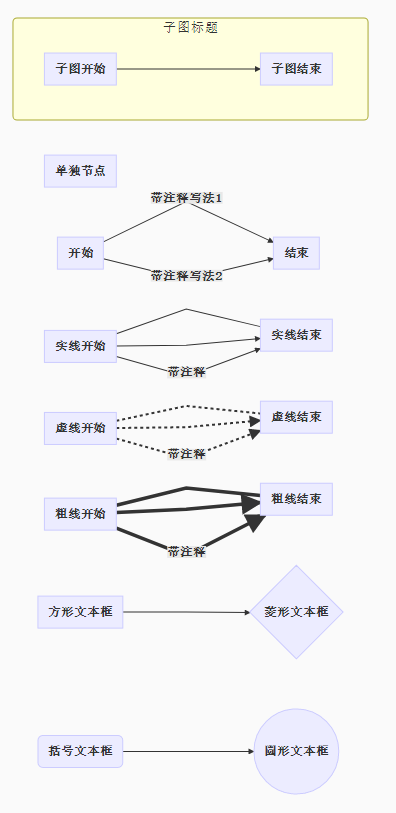 子图标题
子图开始
子图结束
单独节点
带注释写法1
开始
结束
带注释写法2
实线开始
实线结束
带注释
虚线开始
虚线结束
带注释
粗线开始
粗线结束
带注释
方形文本框
菱形文本框
括号文本框
圆形文本框